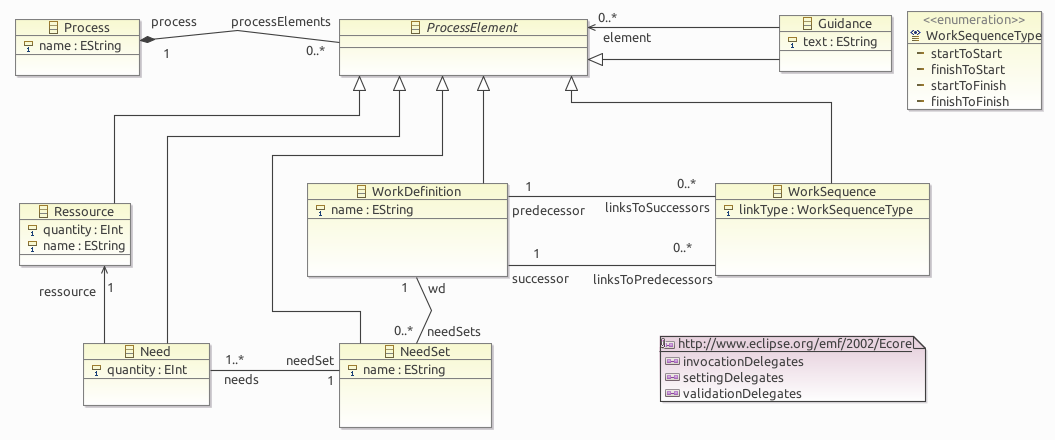 Process
name : EString
process
1
processElements
0..*
ProcessElement
0..*
element
Guidance
text : EString
<<enumeration>>
WorkSequenceType
startToStart
finishToStart
startToFinish
finishToFinish
WorkDefinition
name : EString
1
predecessor
0..*
linksToSuccessors
1
successor
0..*
linksToPredecessors
WorkSequence
linkType : WorkSequenceType
Ressource
quantity : EInt
name : EString
ressource
1
1
wd
0..*
needSets
Need
quantity : EInt
1..*
needs
needSet
1
NeedSet
name : EString
http://www.eclipse.org/emf/2002/Ecore
invocationDelegates
settingDelegates
validationDelegates